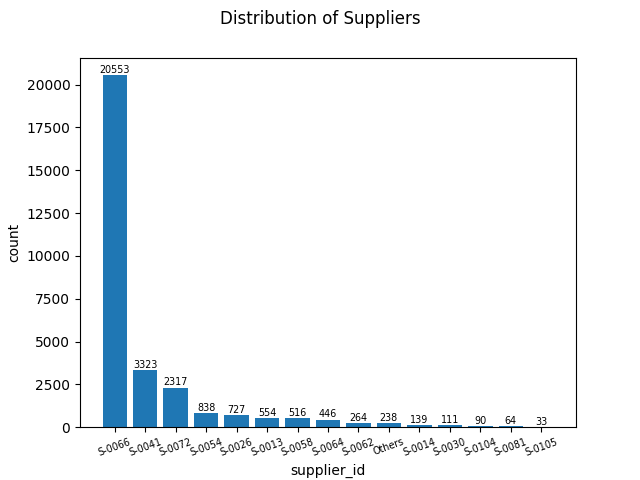 Distribution of Suppliers
count
20000
17500
15000
12500
10000
7500
5000
2500
0
20553
3323
2317
838
727
554
516
446
264
238
139
111
90
64
33
S-0066
S-0041
S-0072
S-0054
S-0026
S-0013
S-0058
S-0064
S-0062
Others
S-0014
S-0030
S-0104
S-0081
S-0105
supplier_id